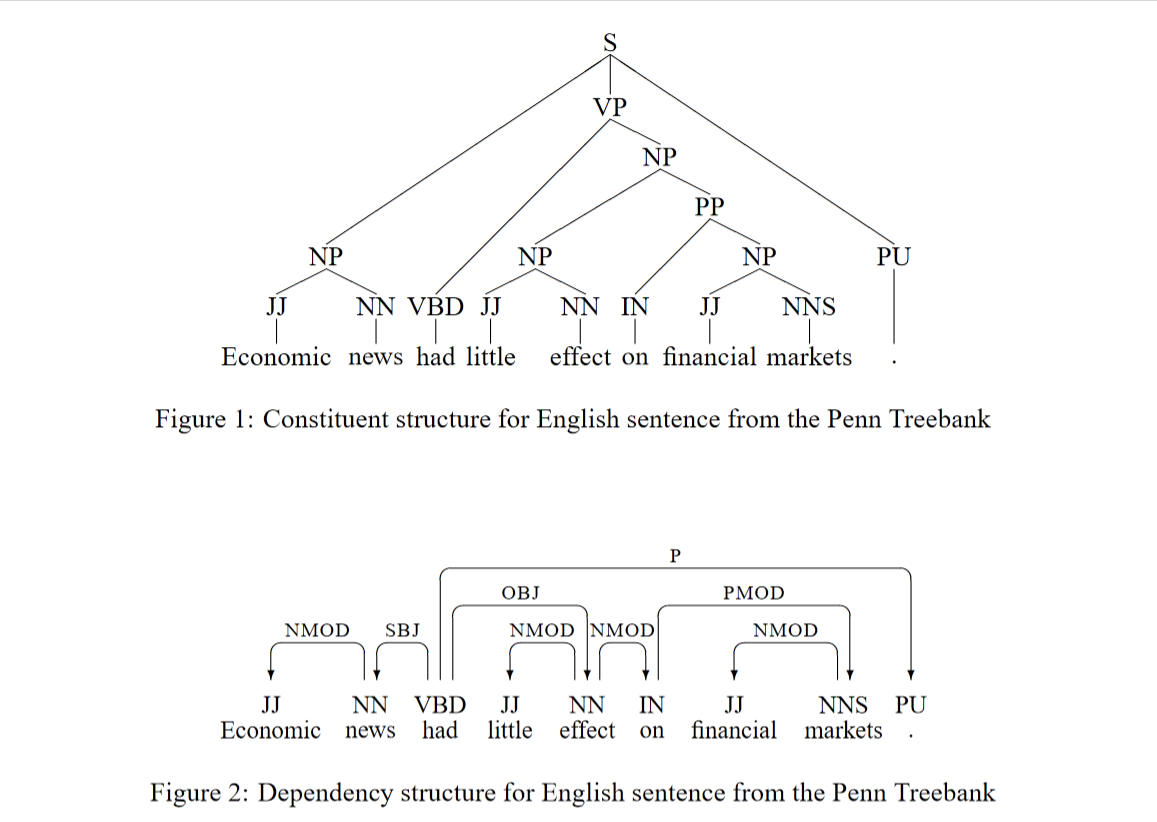 S
VP
NP
PP
NP NP NP PU
JJ NN VBD JJ NN IN JJ NNS
Economic news had little effect on financial markets .
Figure 1: Constituent structure for English sentence from the Penn Treebank
P
OBJ PMOD
NMOD SBJ NMOD NMOD NMOD
JJ NN VBD JJ NN IN JJ NNS PU
Economic news had little effect on financial markets .
Figure 2: Dependency structure for English sentence from the Penn Treebank